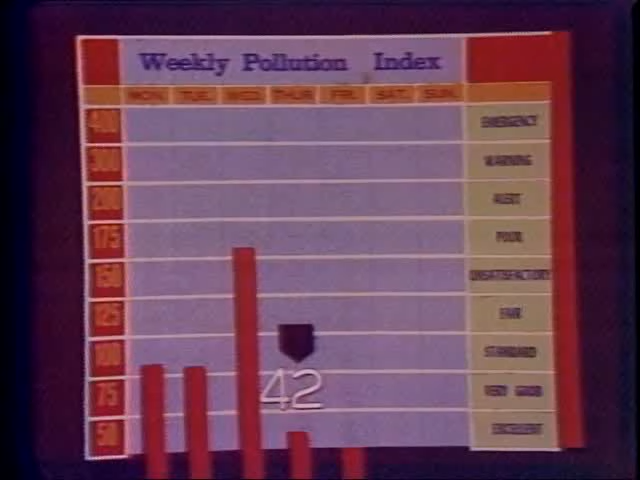 Weekly Pollution Index
MON. TUE. WED. THUR. FRI. SAT. SUN.
400 EMERGENCY
300 WARNING
200 ALERT
175 POOR
150 UNSATISFACTORY
125 FAIR
100 STANDARD
42
75 VERY GOOD
50 EXCELLENT